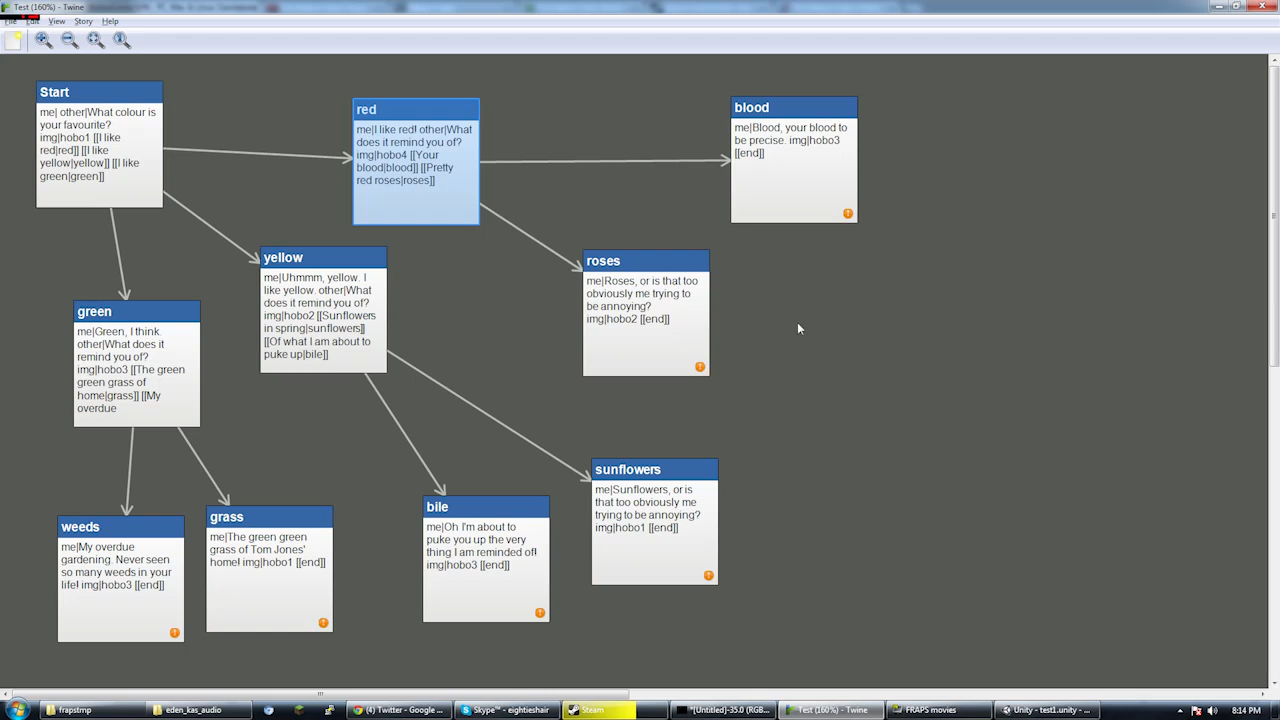 Test (160%) - Twine
File Edit View Story Help
Start
me| other|What colour is
your favourite?
img|hobo1 [[I like
red|red]] [[I like
yellow|yellow]] [[I like
green|green]]
red
me|I like red! other|What
does it remind you of?
img|hobo4 [[Your
blood|blood]] [[Pretty
red roses|roses]]
blood
me|Blood, your blood to
be precise. img|hobo3
[[end]]
yellow
me|Uhmmm, yellow. I
like yellow. other|What
does it remind you of?
img|hobo2 [[Sunflowers
in spring|sunflowers]]
[[Of what I am about to
puke up|bile]]
roses
me|Roses, or is that too
obviously me trying to
be annoying?
img|hobo2 [[end]]
green
me|Green, I think.
other|What does it
remind you of?
img|hobo3 [[The green
green grass of
home|grass]] [[My
overdue
sunflowers
me|Sunflowers, or is
that too obviously me
trying to be annoying?
img|hobo1 [[end]]
weeds
me|My overdue
gardening. Never seen
so many weeds in your
life! img|hobo3 [[end]]
grass
me|The green green
grass of Tom Jones'
home! img|hobo1 [[end]]
bile
me|Oh I'm about to
puke you up the very
thing I am reminded of!
img|hobo3 [[end]]
frapstmp
eden_kas_audio
(4) Twitter - Google ...
Skype™ - eightieshair
Steam
*[Untitled]-35.0 (RGB...
Test (160%) - Twine
FRAPS movies
Unity - test1.unity - ...
8:14 PM